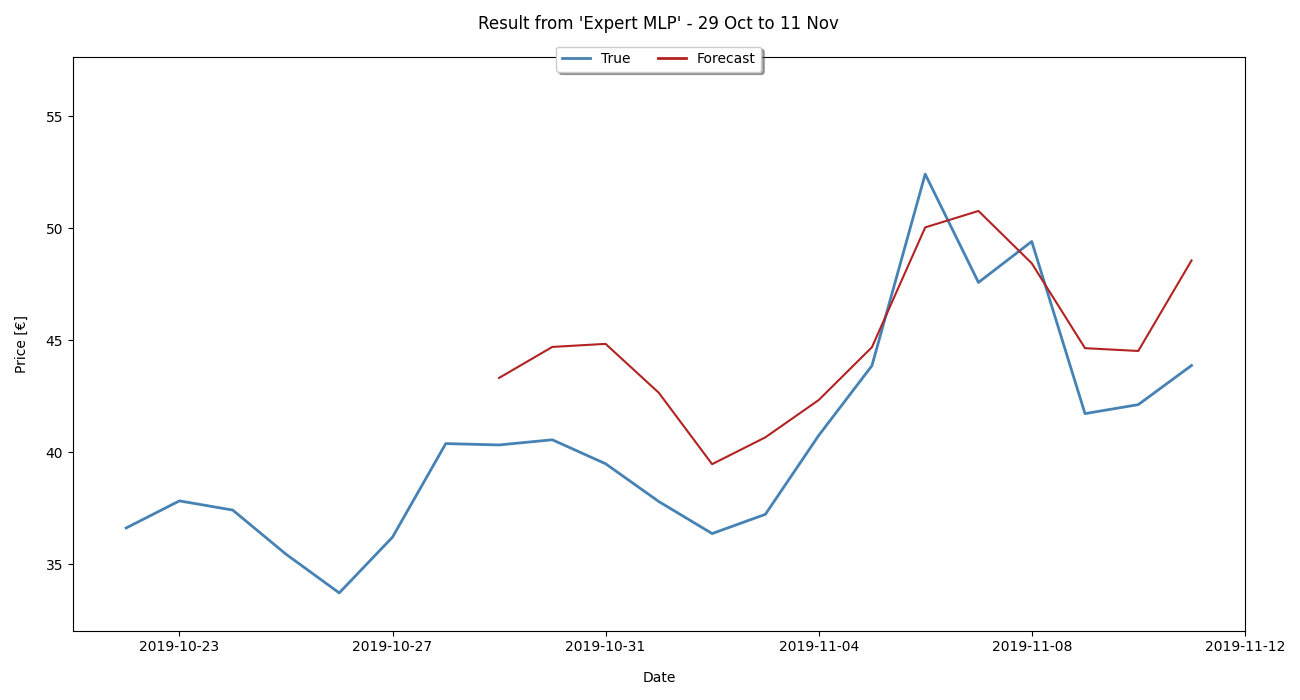 Result from 'Expert MLP' - 29 Oct to 11 Nov
True Forecast
55
50
45
40
35
Price [€]
2019-10-23 2019-10-27 2019-10-31 2019-11-04 2019-11-08 2019-11-12
Date